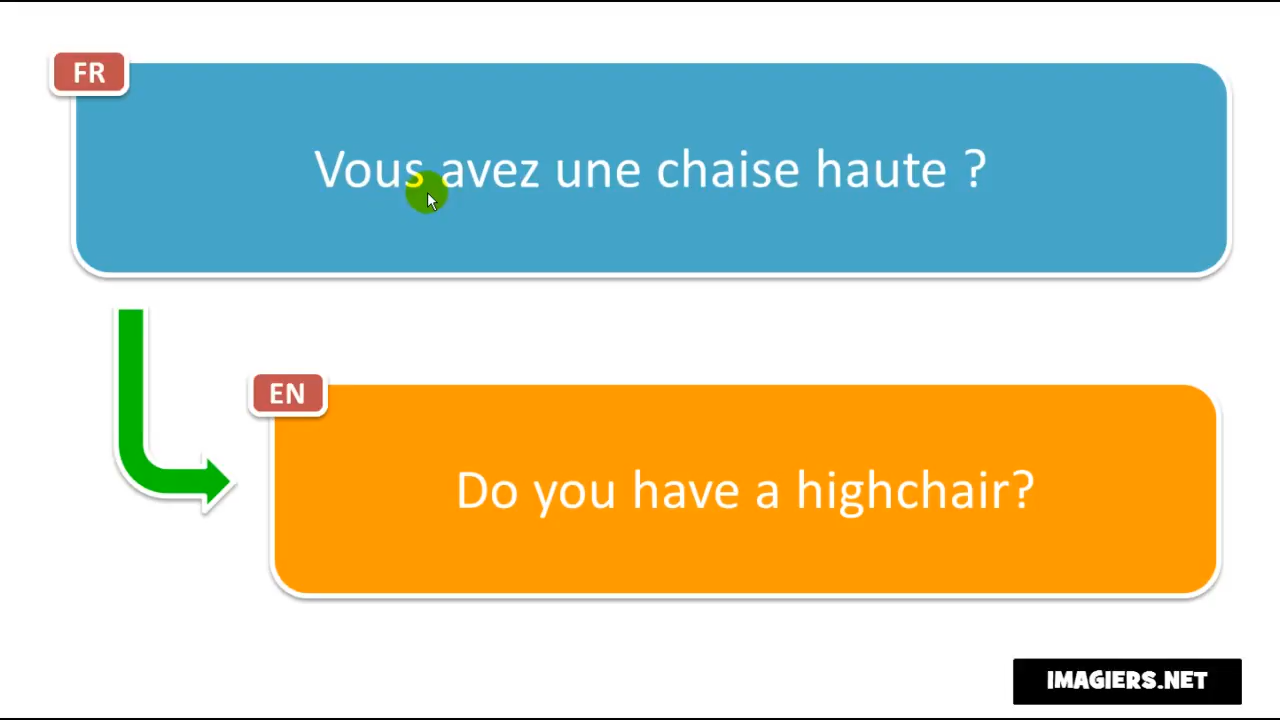 FR
Vous avez une chaise haute ?
EN
Do you have a highchair?
IMAGIERS.NET